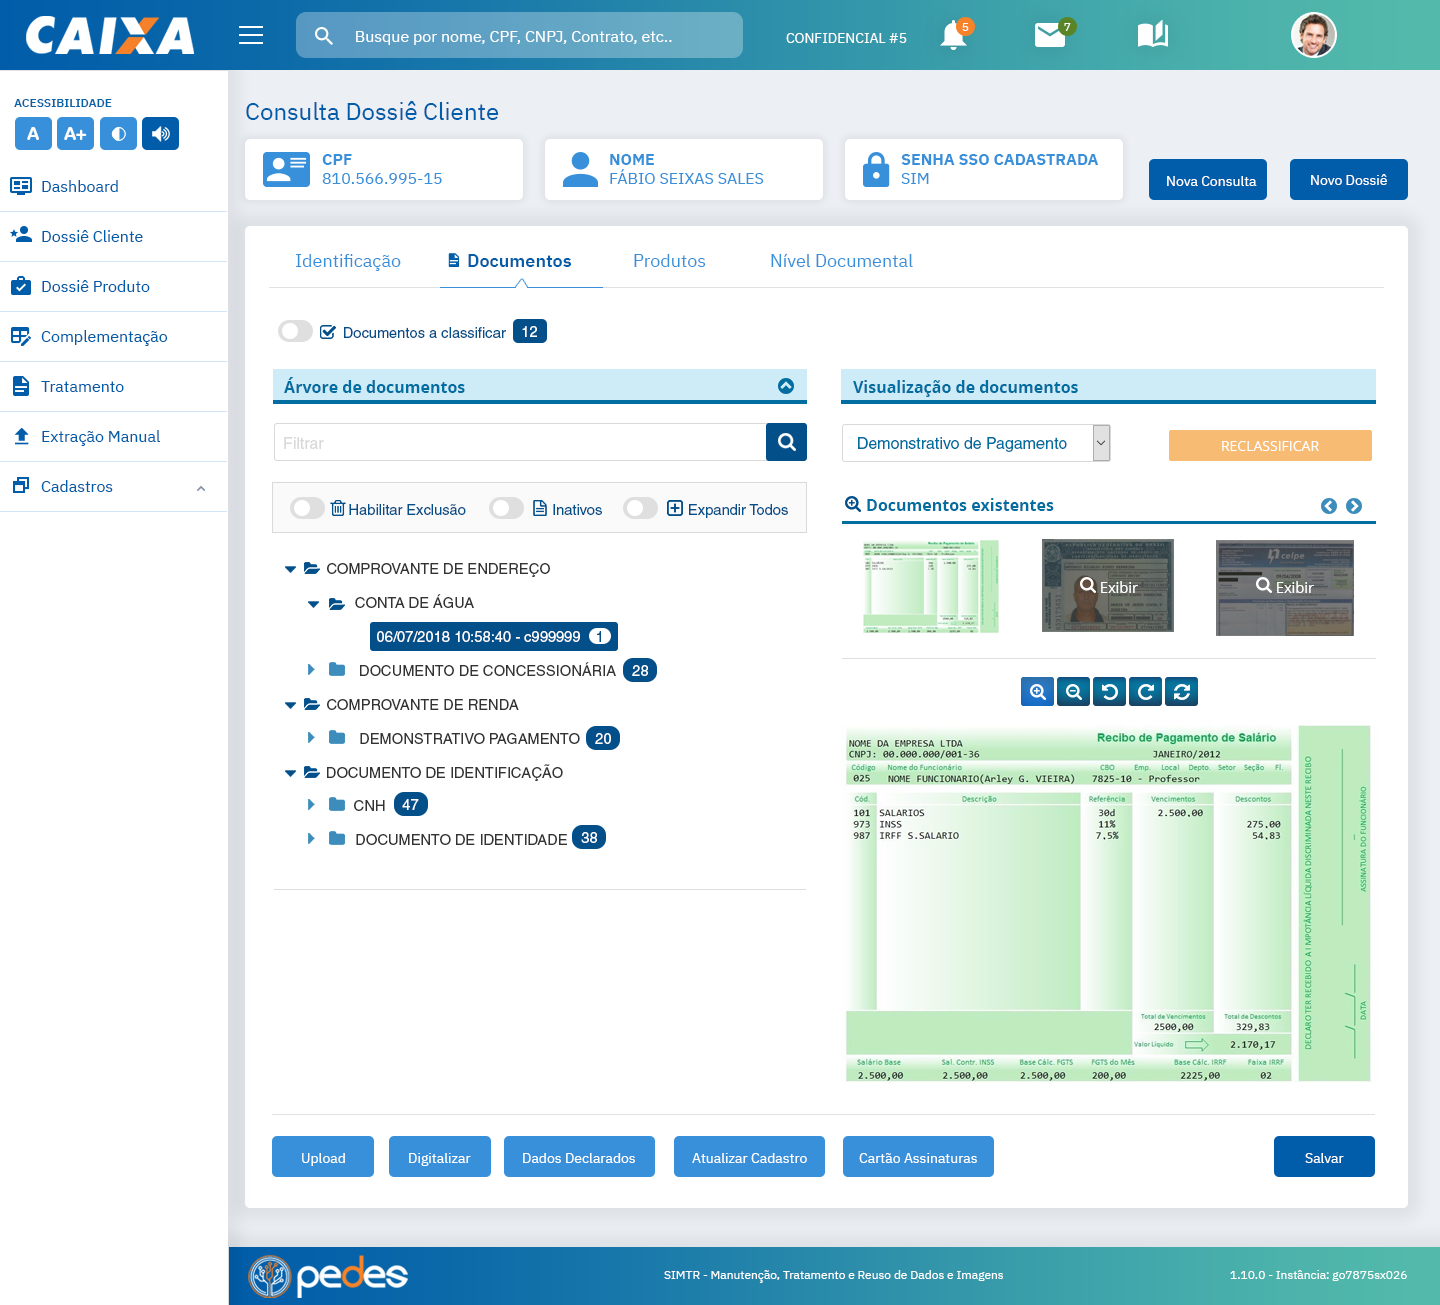 CAIXA
Busque por nome, CPF, CNPJ, Contrato, etc..
CONFIDENCIAL #5
5
7
ACESSIBILIDADE
A
A+
Dashboard
Dossiê Cliente
Dossiê Produto
Complementação
Tratamento
Extração Manual
Cadastros
Consulta Dossiê Cliente
CPF
810.566.995-15
NOME
FÁBIO SEIXAS SALES
SENHA SSO CADASTRADA
SIM
Nova Consulta
Novo Dossiê
Identificação
Documentos
Produtos
Nível Documental
Documentos a classificar 12
Árvore de documentos
Filtrar
Habilitar Exclusão
Inativos
Expandir Todos
COMPROVANTE DE ENDEREÇO
CONTA DE ÁGUA
06/07/2018 10:58:40 - c999999 1
DOCUMENTO DE CONCESSIONÁRIA 28
COMPROVANTE DE RENDA
DEMONSTRATIVO PAGAMENTO 20
DOCUMENTO DE IDENTIFICAÇÃO
CNH 47
DOCUMENTO DE IDENTIDADE 38
Visualização de documentos
Demonstrativo de Pagamento
RECLASSIFICAR
Documentos existentes
Recibo de Pagamento de Salário
Exibir
celpe
Exibir
Recibo de Pagamento de Salário
NOME DA EMPRESA LTDA
CNPJ: 00.000.000/001-36 JANEIRO/2012
Código Nome do Funcionário CBO Emp. Local Depto. Setor Seção Fl.
025 NOME FUNCIONARIO(Arley G. VIEIRA) 7825-10 - Professor
Cód. Descrição Referência Vencimentos Descontos
101 SALARIOS 30d 2.500.00
973 INSS 11% 275.00
987 IRFF S.SALARIO 7,5% 54.83
Total de Vencimentos Total de Descontos
2500,00 329,83
Valor Líquido 2.170,17
Salário Base Sal. Contr. INSS Base Cálc. FGTS FGTS do Mês Base Cálc. IRRF Faixa IRRF
2.500,00 2.500,00 2.500,00 200,00 2225,00 02
DECLARO TER RECEBIDO A IMPOTÂNCIA LÍQUIDA DISCRIMINADA NESTE RECIBO
ASSINATURA DO FUNCIONÁRIO
DATA
Upload
Digitalizar
Dados Declarados
Atualizar Cadastro
Cartão Assinaturas
Salvar
pedes
SIMTR - Manutenção, Tratamento e Reuso de Dados e Imagens
1.10.0 - Instância: go7875sx026